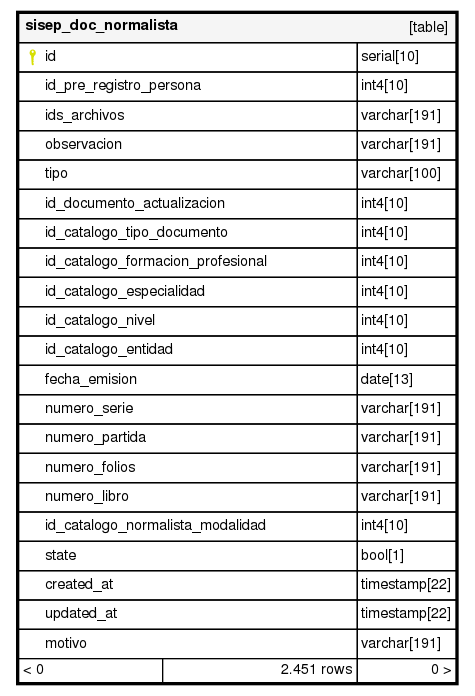 sisep_doc_normalista [table]
id serial[10]
id_pre_registro_persona int4[10]
ids_archivos varchar[191]
observacion varchar[191]
tipo varchar[100]
id_documento_actualizacion int4[10]
id_catalogo_tipo_documento int4[10]
id_catalogo_formacion_profesional int4[10]
id_catalogo_especialidad int4[10]
id_catalogo_nivel int4[10]
id_catalogo_entidad int4[10]
fecha_emision date[13]
numero_serie varchar[191]
numero_partida varchar[191]
numero_folios varchar[191]
numero_libro varchar[191]
id_catalogo_normalista_modalidad int4[10]
state bool[1]
created_at timestamp[22]
updated_at timestamp[22]
motivo varchar[191]
< 0 2.451 rows 0 >